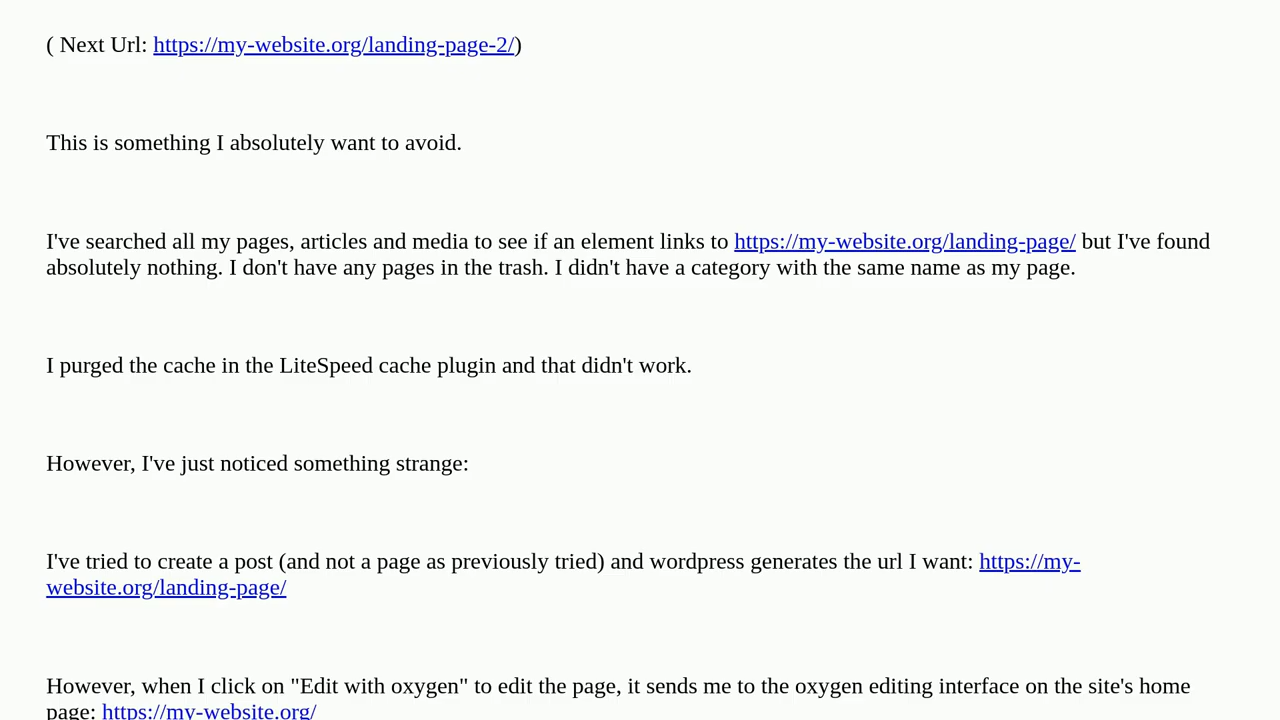 ( Next Url: https://my-website.org/landing-page-2/)
This is something I absolutely want to avoid.
I've searched all my pages, articles and media to see if an element links to https://my-website.org/landing-page/ but I've found
absolutely nothing. I don't have any pages in the trash. I didn't have a category with the same name as my page.
I purged the cache in the LiteSpeed cache plugin and that didn't work.
However, I've just noticed something strange:
I've tried to create a post (and not a page as previously tried) and wordpress generates the url I want: https://my-
website.org/landing-page/
However, when I click on "Edit with oxygen" to edit the page, it sends me to the oxygen editing interface on the site's home
page: https://my-website.org/